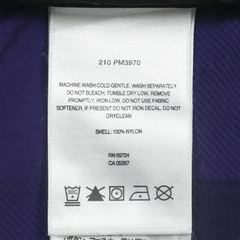 210 PM3970
MACHINE WASH COLD GENTLE, WASH SEPARATELY.
DO NOT BLEACH, TUMBLE DRY LOW, REMOVE
PROMPTLY, IRON LOW. DO NOT USE FABRIC
SOFTENER. IF DO NOT IRON DECAL. DO NOT
DRYCLEAN.
SHELL: 100% NYLON
RN 69724
CA 05367